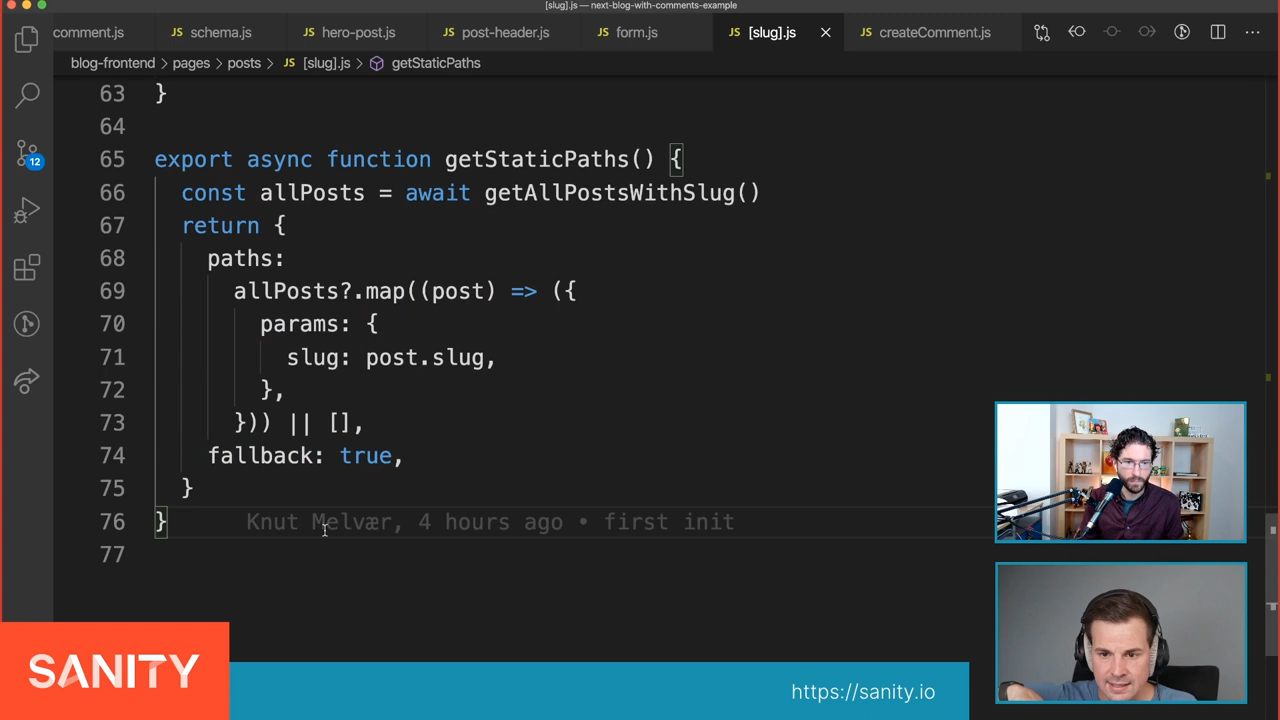 [slug].js — next-blog-with-comments-example
comment.js JS schema.js JS hero-post.js JS post-header.js JS form.js JS [slug].js × JS createComment.js ...
blog-frontend > pages > posts > JS [slug].js > getStaticPaths
63 }
64
65 export async function getStaticPaths() {
66 const allPosts = await getAllPostsWithSlug()
67 return {
68 paths:
69 allPosts?.map((post) => ({
70 params: {
71 slug: post.slug,
72 },
73 })) || [],
74 fallback: true,
75 }
76 } Knut Melvær, 4 hours ago • first init
77
12
SANITY
https://sanity.io